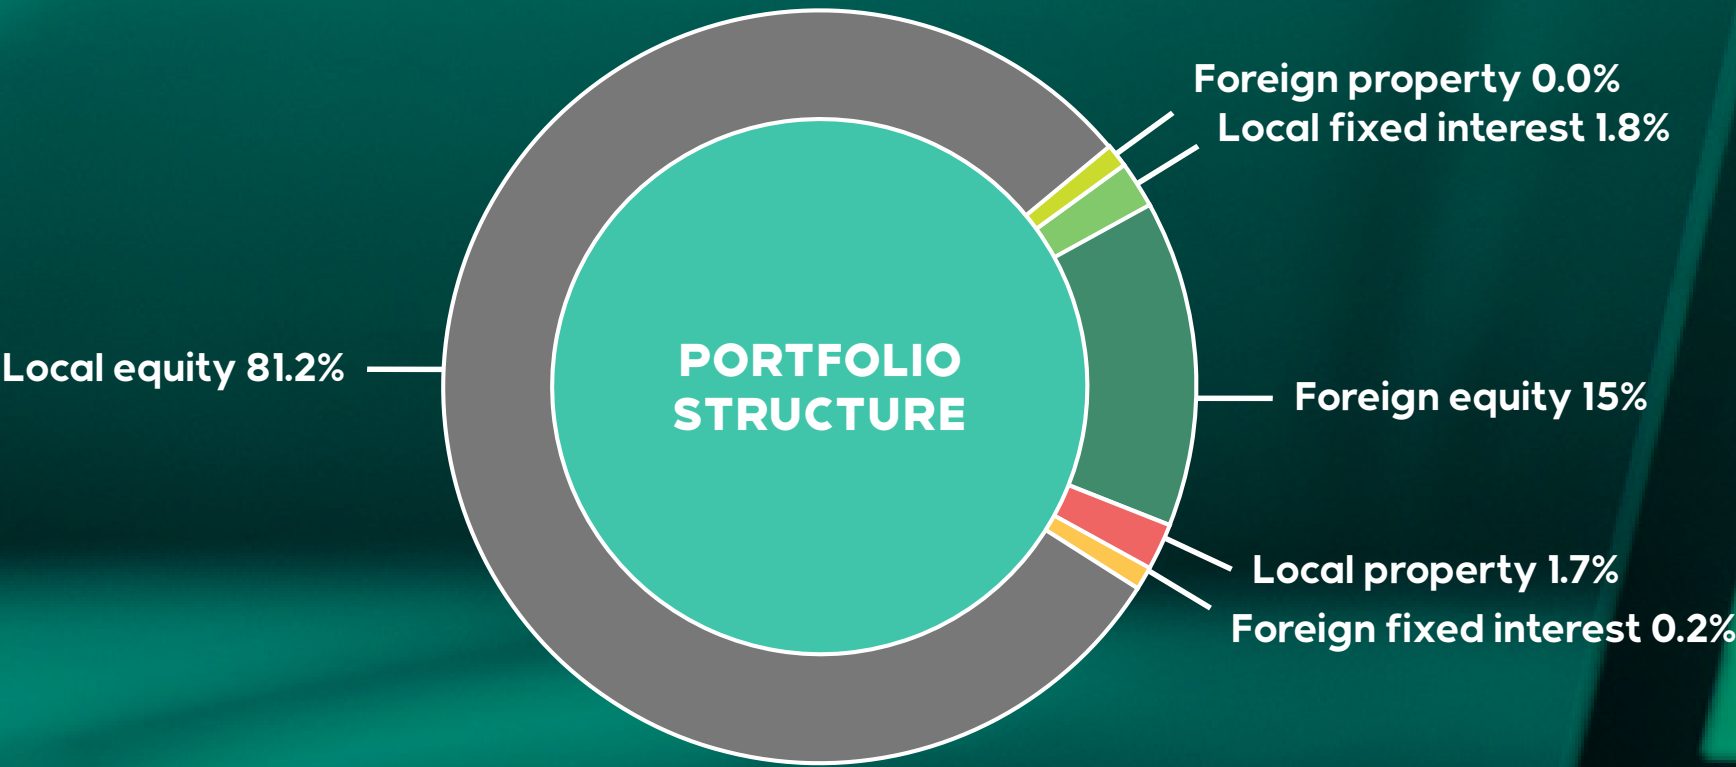 Foreign property 0.0%
Local fixed interest 1.8%
Local equity 81.2%
PORTFOLIO
STRUCTURE
Foreign equity 15%
Local property 1.7%
Foreign fixed interest 0.2%